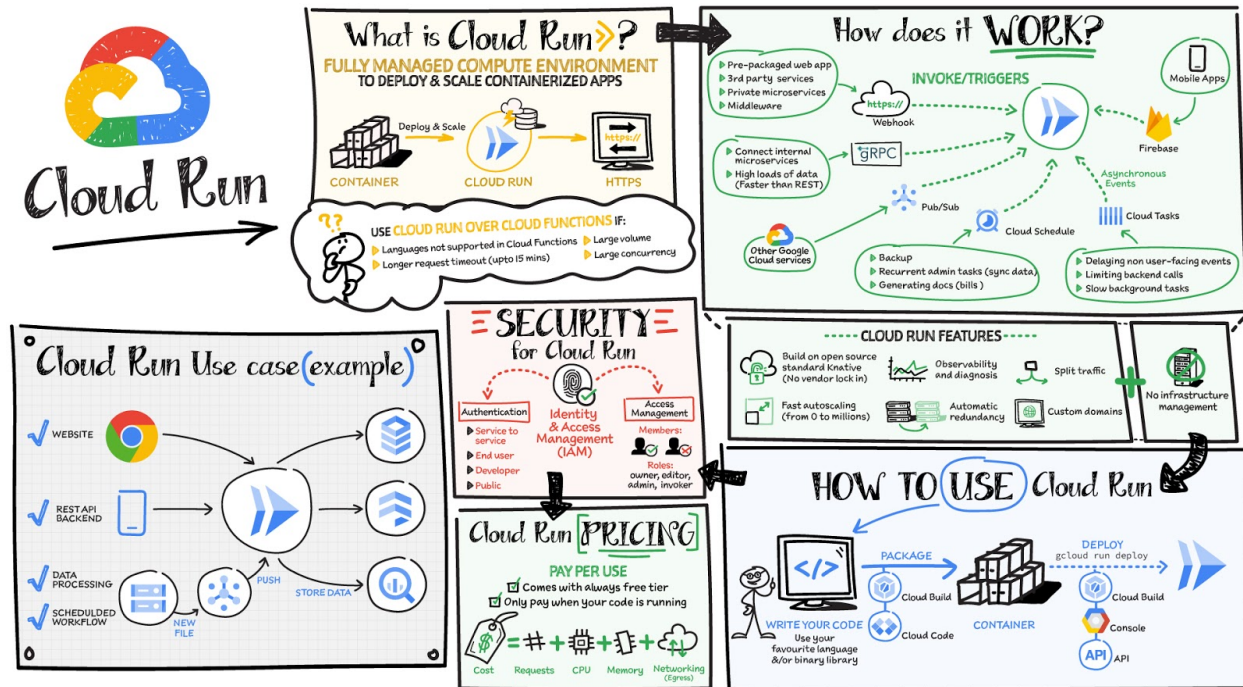 Cloud Run
What is Cloud Run ?
FULLY MANAGED COMPUTE ENVIRONMENT
TO DEPLOY & SCALE CONTAINERIZED APPS
Deploy & Scale
https://
CONTAINER
CLOUD RUN
HTTPS
??
USE CLOUD RUN OVER CLOUD FUNCTIONS IF:
Languages not supported in Cloud Functions
Longer request timeout (upto 15 mins)
Large volume
Large concurrency
How does it WORK?
INVOKE/TRIGGERS
Pre-packaged web app
3rd party services
Private microservices
Middleware
https://
Webhook
Mobile Apps
Firebase
Connect internal
microservices
High loads of data
(Faster than REST)
gRPC
Pub/Sub
Asynchronous
Events
Cloud Schedule
Cloud Tasks
Other Google
Cloud services
Backup
Recurrent admin tasks (sync data)
Generating docs (bills)
Delaying non user-facing events
Limiting backend calls
Slow background tasks
CLOUD RUN FEATURES
Build on open source
standard Knative
(No vendor lock in)
Observability
and diagnosis
Split traffic
Fast autoscaling
(from 0 to millions)
Automatic
redundancy
Custom domains
No infrastructure
management
HOW TO USE Cloud Run
</>
PACKAGE
Cloud Build
Cloud Code
WRITE YOUR CODE
Use your
favourite language
&/or binary library
CONTAINER
DEPLOY
gcloud run deploy
Cloud Build
Console
API
API
SECURITY
for Cloud Run
Authentication
Service to
service
End user
Developer
Public
Identity
& Access
Management
(IAM)
Access
Management
Members:
Roles:
owner, editor,
admin, invoker
Cloud Run [PRICING]
PAY PER USE
Comes with always free tier
Only pay when your code is running
$ = # + + +
Cost
Requests
CPU
Memory
Networking
(Egress)
Cloud Run Use case (example)
WEBSITE
REST API
BACKEND
DATA
PROCESSING
SCHEDULDED
WORKFLOW
NEW
FILE
PUSH
STORE DATA